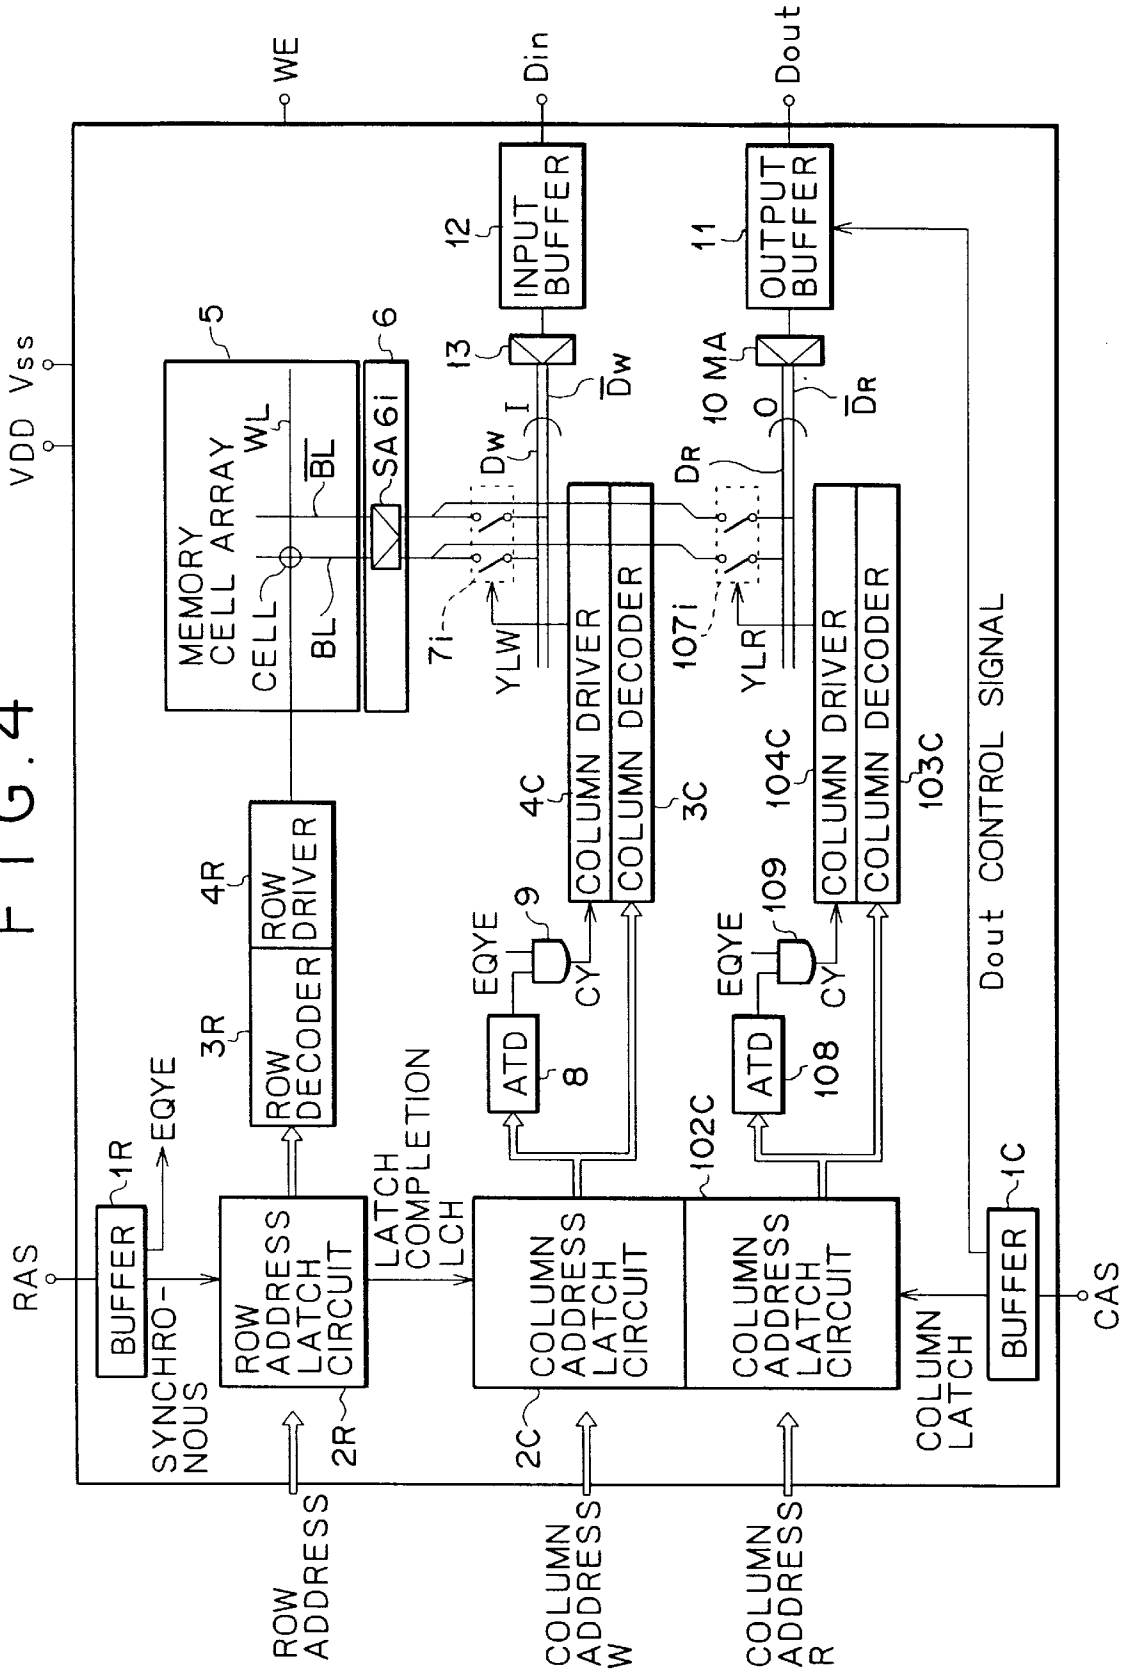 FIG.4
RAS
BUFFER
1R
EQYE
SYNCHRO-
NOUS
VDD
Vss
WE
ROW
ADDRESS
ROW
ADDRESS
LATCH
CIRCUIT
2R
3R
ROW
DECODER
4R
ROW
DRIVER
MEMORY
CELL ARRAY
5
CELL
WL
BL
BL
SA6i
6
LATCH
COMPLETION
LCH
COLUMN
ADDRESS
W
2C
COLUMN
ADDRESS
LATCH
CIRCUIT
ATD
8
EQYE
9
CY
4C
COLUMN DRIVER
COLUMN DECODER
3C
7i
YLW
Dw
I
Dw
13
12
INPUT
BUFFER
Din
COLUMN
ADDRESS
R
102C
COLUMN
ADDRESS
LATCH
CIRCUIT
ATD
108
EQYE
109
CY
104C
COLUMN DRIVER
COLUMN DECODER
103C
107i
YLR
DR
O
DR
10 MA
11
OUTPUT
BUFFER
Dout
COLUMN
LATCH
BUFFER
1C
CAS
Dout CONTROL SIGNAL